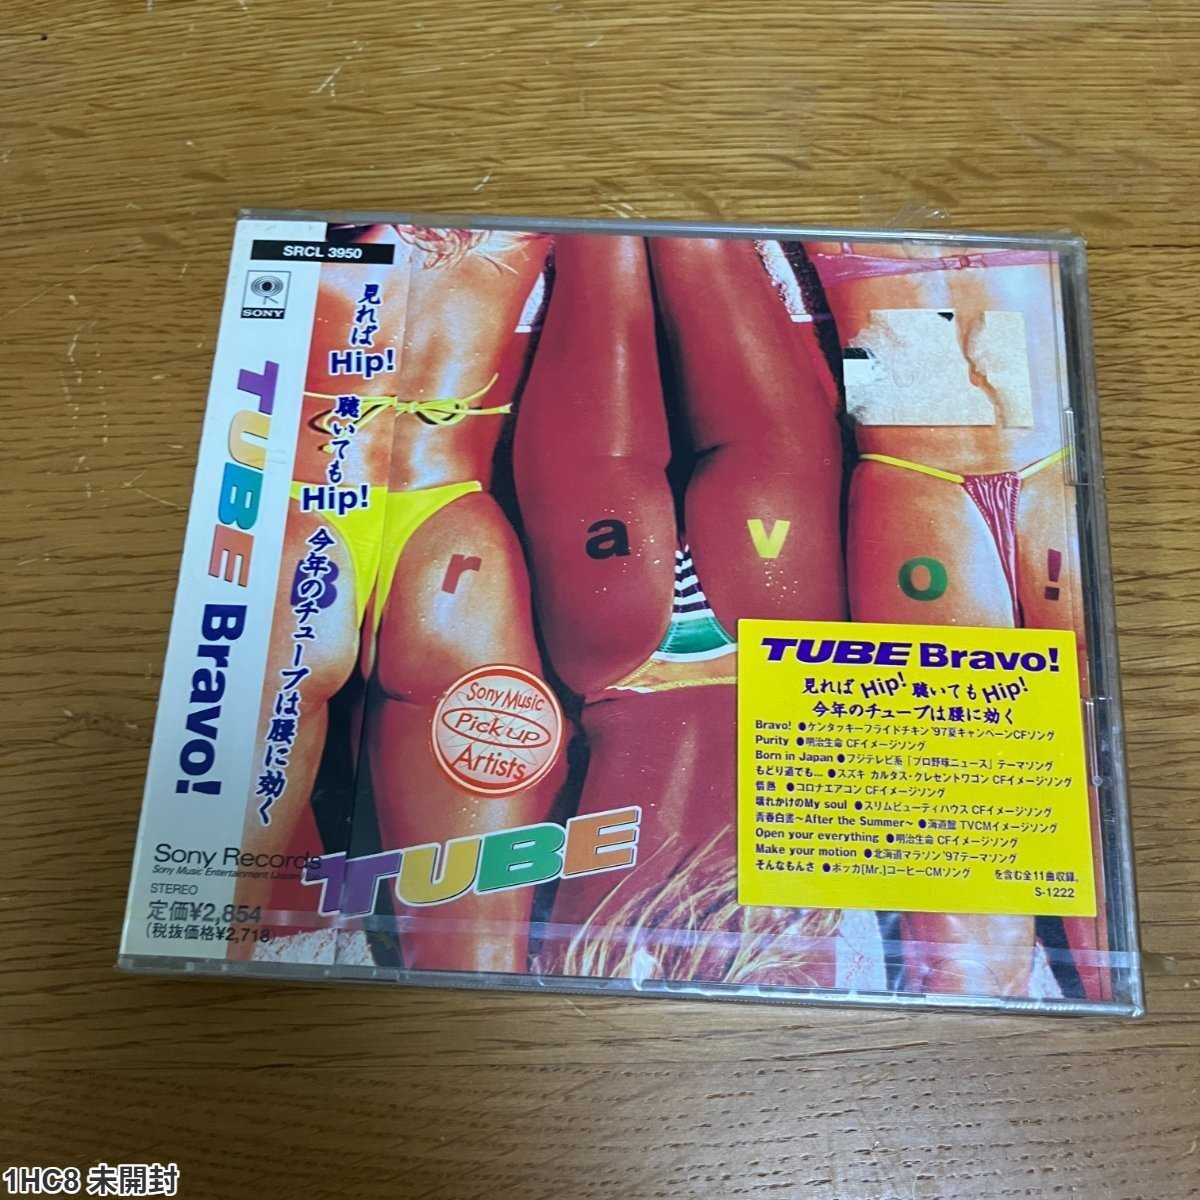 SRCL 3950
SONY
TUBE Bravo!
見れば
Hip!
聴いても
Hip!
今年のチューブは腰に効く
Sony Records
Sony Music Entertainment
STEREO
定価¥2,854
(税抜価格¥2,718)
Bravo!
Sony Music
Pick up
Artists
TUBE
TUBE Bravo!
見ればHip! 聴いてもHip!
今年のチューブは腰に効く
Bravo! ●ケンタッキーフライドチキン'97夏キャンペーンCFソング
Purity ●明治生命 CFイメージソング
Born in Japan ●フジテレビ系「プロ野球ニュース」テーマソング
もどり道でも... ●スズキ カルタス・クレセントワゴン CFイメージソング
情熱 ●コロナエアコン CFイメージソング
壊れかけのMy soul ●スリムビューティハウス CFイメージソング
青春白書〜After the Summer〜 ●海道盤 TVCMイメージソング
Open your everything ●明治生命 CFイメージソング
Make your motion ●北海道マラソン'97テーマソング
そんなもんさ ●ポッカ[Mr.]コーヒーCMソング を含む全11曲収録。
S-1222
1HC8 未開封